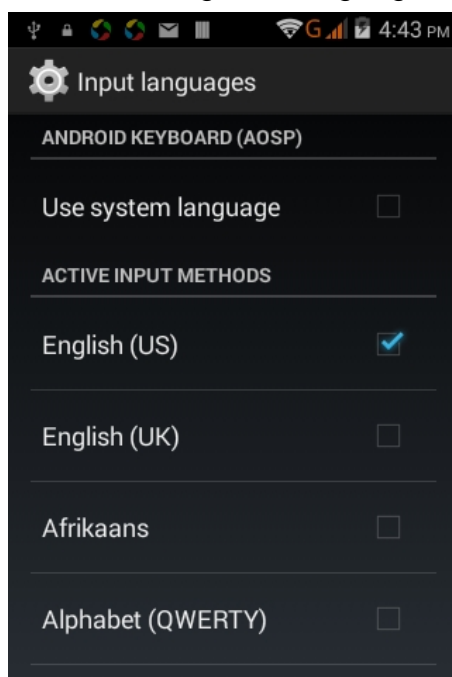 G 4:43 PM
Input languages
ANDROID KEYBOARD (AOSP)
Use system language
ACTIVE INPUT METHODS
English (US)
English (UK)
Afrikaans
Alphabet (QWERTY)